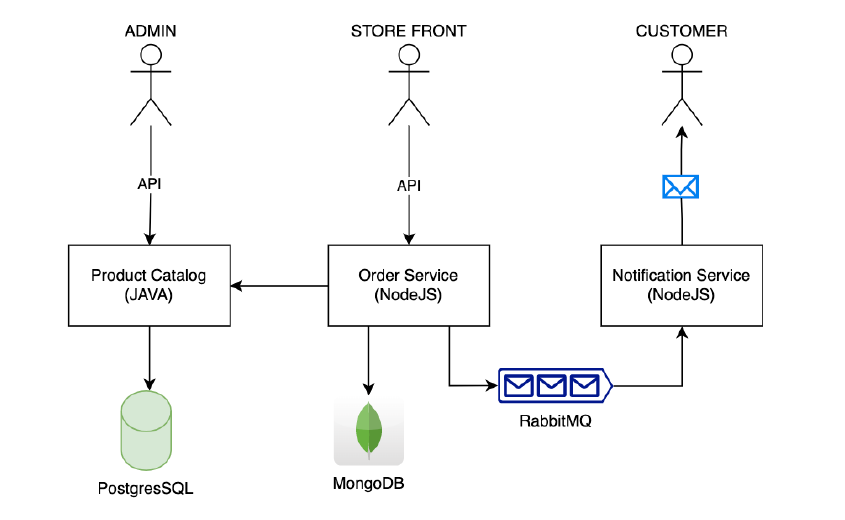 ADMIN
STORE FRONT
CUSTOMER
API
API
Product Catalog
(JAVA)
Order Service
(NodeJS)
Notification Service
(NodeJS)
RabbitMQ
PostgresSQL
MongoDB